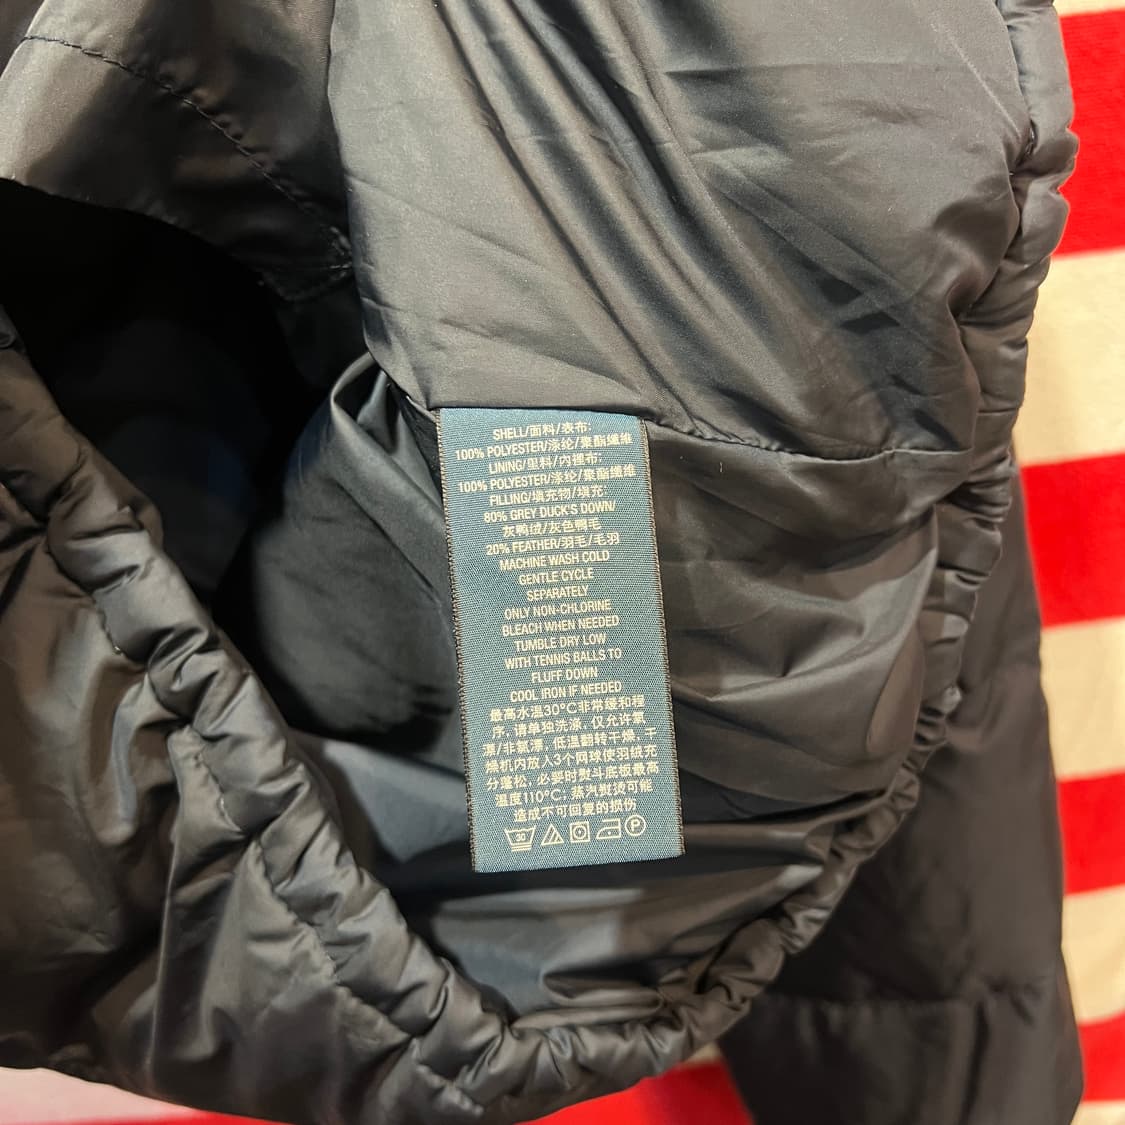 SHELL/面料/表布:
100% POLYESTER/涤纶/聚酯纖維
LINING/里料/內裡布:
100% POLYESTER/涤纶/聚酯纖維
FILLING/填充物/填充:
80% GREY DUCK'S DOWN/
灰鸭绒/灰色鴨毛
20% FEATHER/羽毛/毛羽
MACHINE WASH COLD
GENTLE CYCLE
SEPARATELY
ONLY NON-CHLORINE
BLEACH WHEN NEEDED
TUMBLE DRY LOW
WITH TENNIS BALLS TO
FLUFF DOWN
COOL IRON IF NEEDED
最高水温30°C非常缓和程
序, 请单独洗涤, 仅允许氧
漂/非氯漂, 低温翻转干燥, 干
燥机内放入3个网球使羽绒充
分蓬松, 必要时熨斗底板最高
温度110°C; 蒸汽熨烫可能
造成不可回复的损伤
30 P